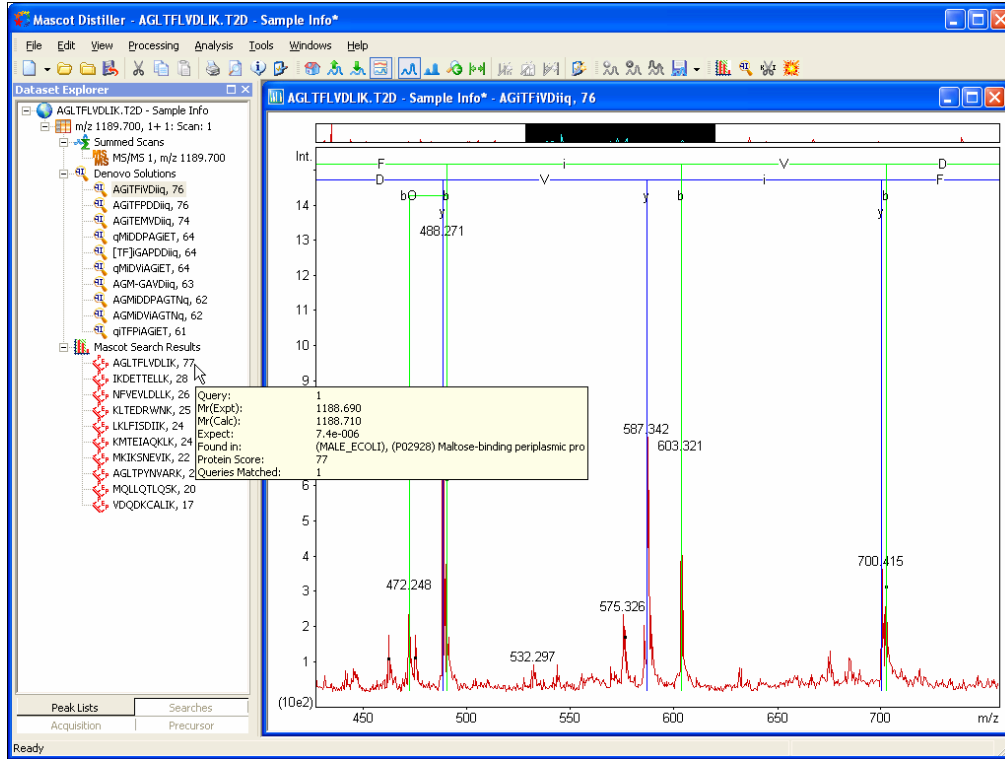 Mascot Distiller - AGLTFLVDLIK.T2D - Sample Info*
File Edit View Processing Analysis Tools Windows Help
Dataset Explorer
AGLTFLVDLIK.T2D - Sample Info
m/z 1189.700, 1+ 1: Scan: 1
Summed Scans
MS/MS 1, m/z 1189.700
Denovo Solutions
AGiTFiVDiiq, 76
AGiTFPDDiiq, 76
AGiTEMVDiiq, 74
qMiDDPAGiET, 64
[TF]iGAPDDiiq, 64
qMiDViAGiET, 64
AGM-GAVDiiq, 63
AGMiDDPAGTNq, 62
AGMiDViAGTNq, 62
qiTFPiAGiET, 61
Mascot Search Results
AGLTFLVDLIK, 77
IKDETTELLK, 28
NFVEVLDLLK, 26
KLTEDRWNK, 25
LKLFISDIIK, 24
KMTEIAQKLK, 24
MKIKSNEVIK, 22
AGLTPYNVARK, 2
MQLLQTLQSK, 20
VDQDKCALIK, 17
Query: 1
Mr(Expt): 1188.690
Mr(Calc): 1188.710
Expect: 7.4e-006
Found in: (MALE_ECOLI), (P02928) Maltose-binding periplasmic pro
Protein Score: 77
Queries Matched: 1
Peak Lists Searches
Acquisition Precursor
Ready
AGLTFLVDLIK.T2D - Sample Info* - AGiTFiVDiiq, 76
Int.
F i V D
D V i F
bO b y b b
y y
14
13
12
11
10
9
6
5
4
3
2
1
(10e2)
488.271
587.342
603.321
700.415
472.248
575.326
532.297
450 500 550 600 650 700 m/z